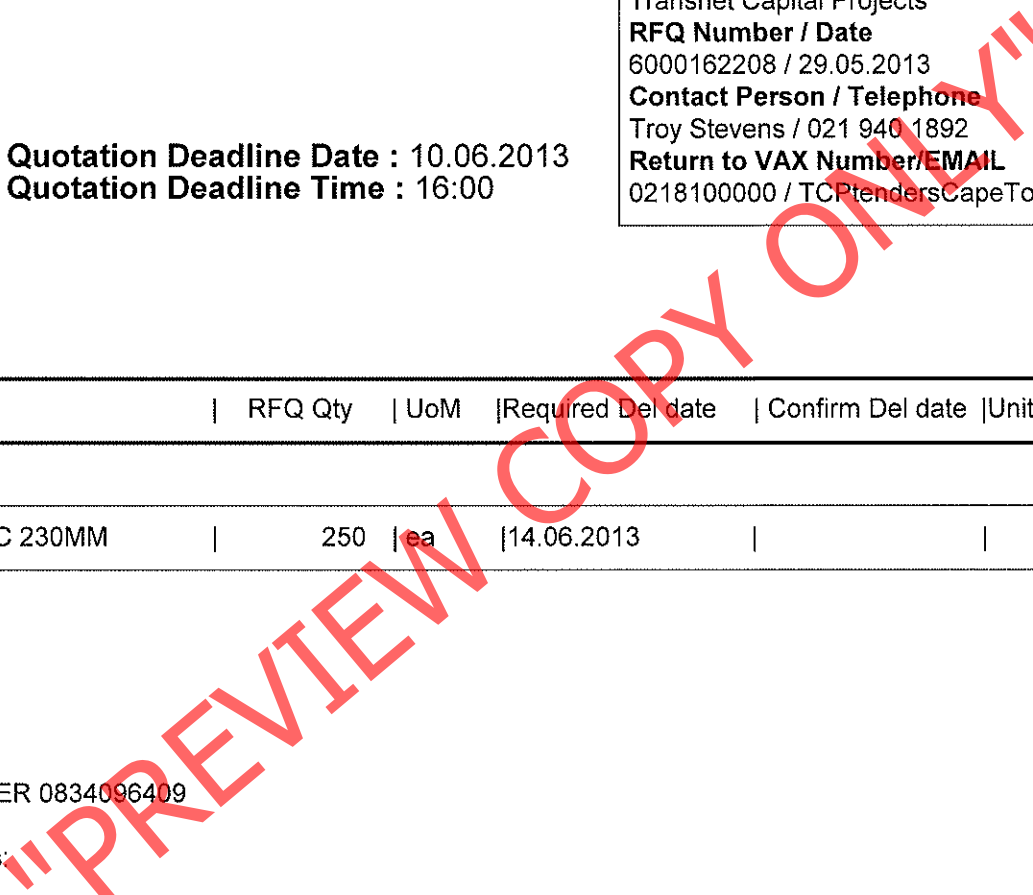 Transnet Capital Projects
RFQ Number / Date
6000162208 / 29.05.2013
Contact Person / Telephone
Troy Stevens / 021 940 1892
Quotation Deadline Date : 10.06.2013
Return to VAX Number/EMAIL
Quotation Deadline Time : 16:00
0218100000 / TCPtendersCapeTo
| RFQ Qty | UoM |Required Del date | Confirm Del date |Unit
C 230MM | 250 | ea |14.06.2013 | |
ER 0834096409
s:
"PREVIEW COPY ONLY"